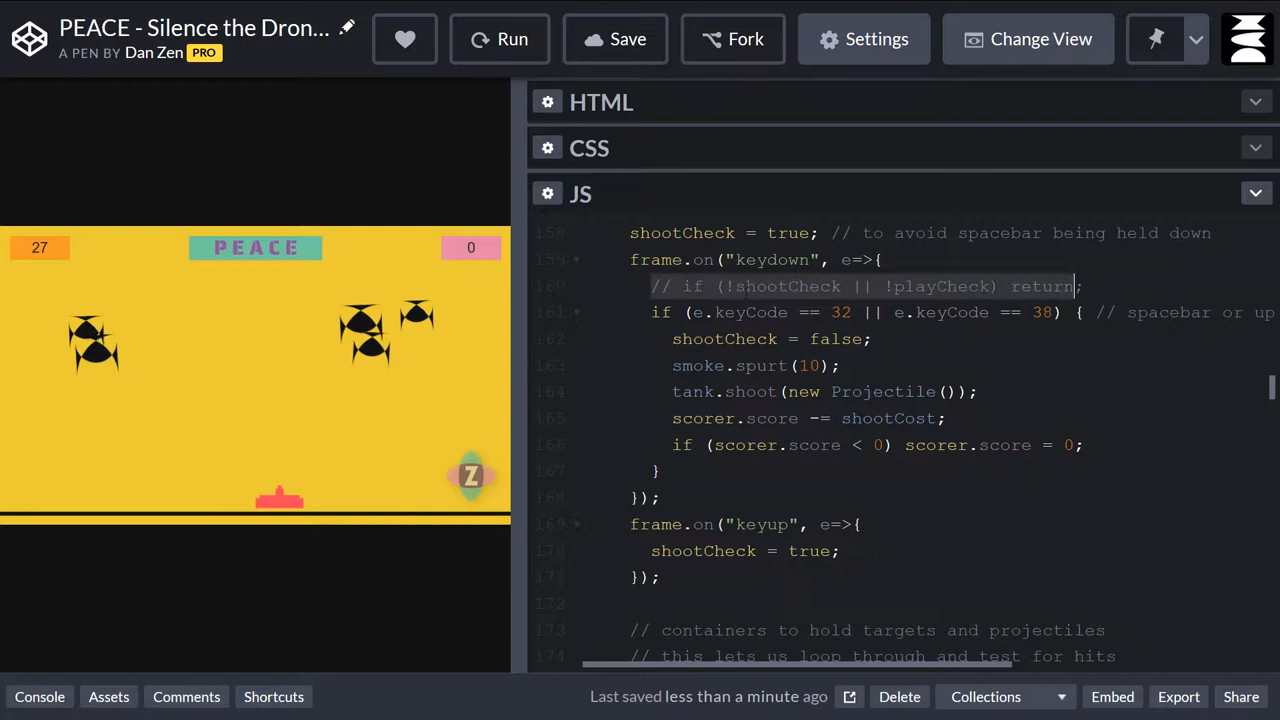 PEACE - Silence the Dron...
A PEN BY Dan Zen PRO
Run
Save
Fork
Settings
Change View
27
PEACE
0
Z
HTML
CSS
JS
shootCheck = true; // to avoid spacebar being held down
159 frame.on("keydown", e=>{
160 // if (!shootCheck || !playCheck) return;
161 if (e.keyCode == 32 || e.keyCode == 38) { // spacebar or up
162 shootCheck = false;
163 smoke.spurt(10);
164 tank.shoot(new Projectile());
165 scorer.score -= shootCost;
166 if (scorer.score < 0) scorer.score = 0;
167 }
168 });
169 frame.on("keyup", e=>{
170 shootCheck = true;
171 });
172
173 // containers to hold targets and projectiles
174 // this lets us loop through and test for hits
Console
Assets
Comments
Shortcuts
Last saved less than a minute ago
Delete
Collections
Embed
Export
Share